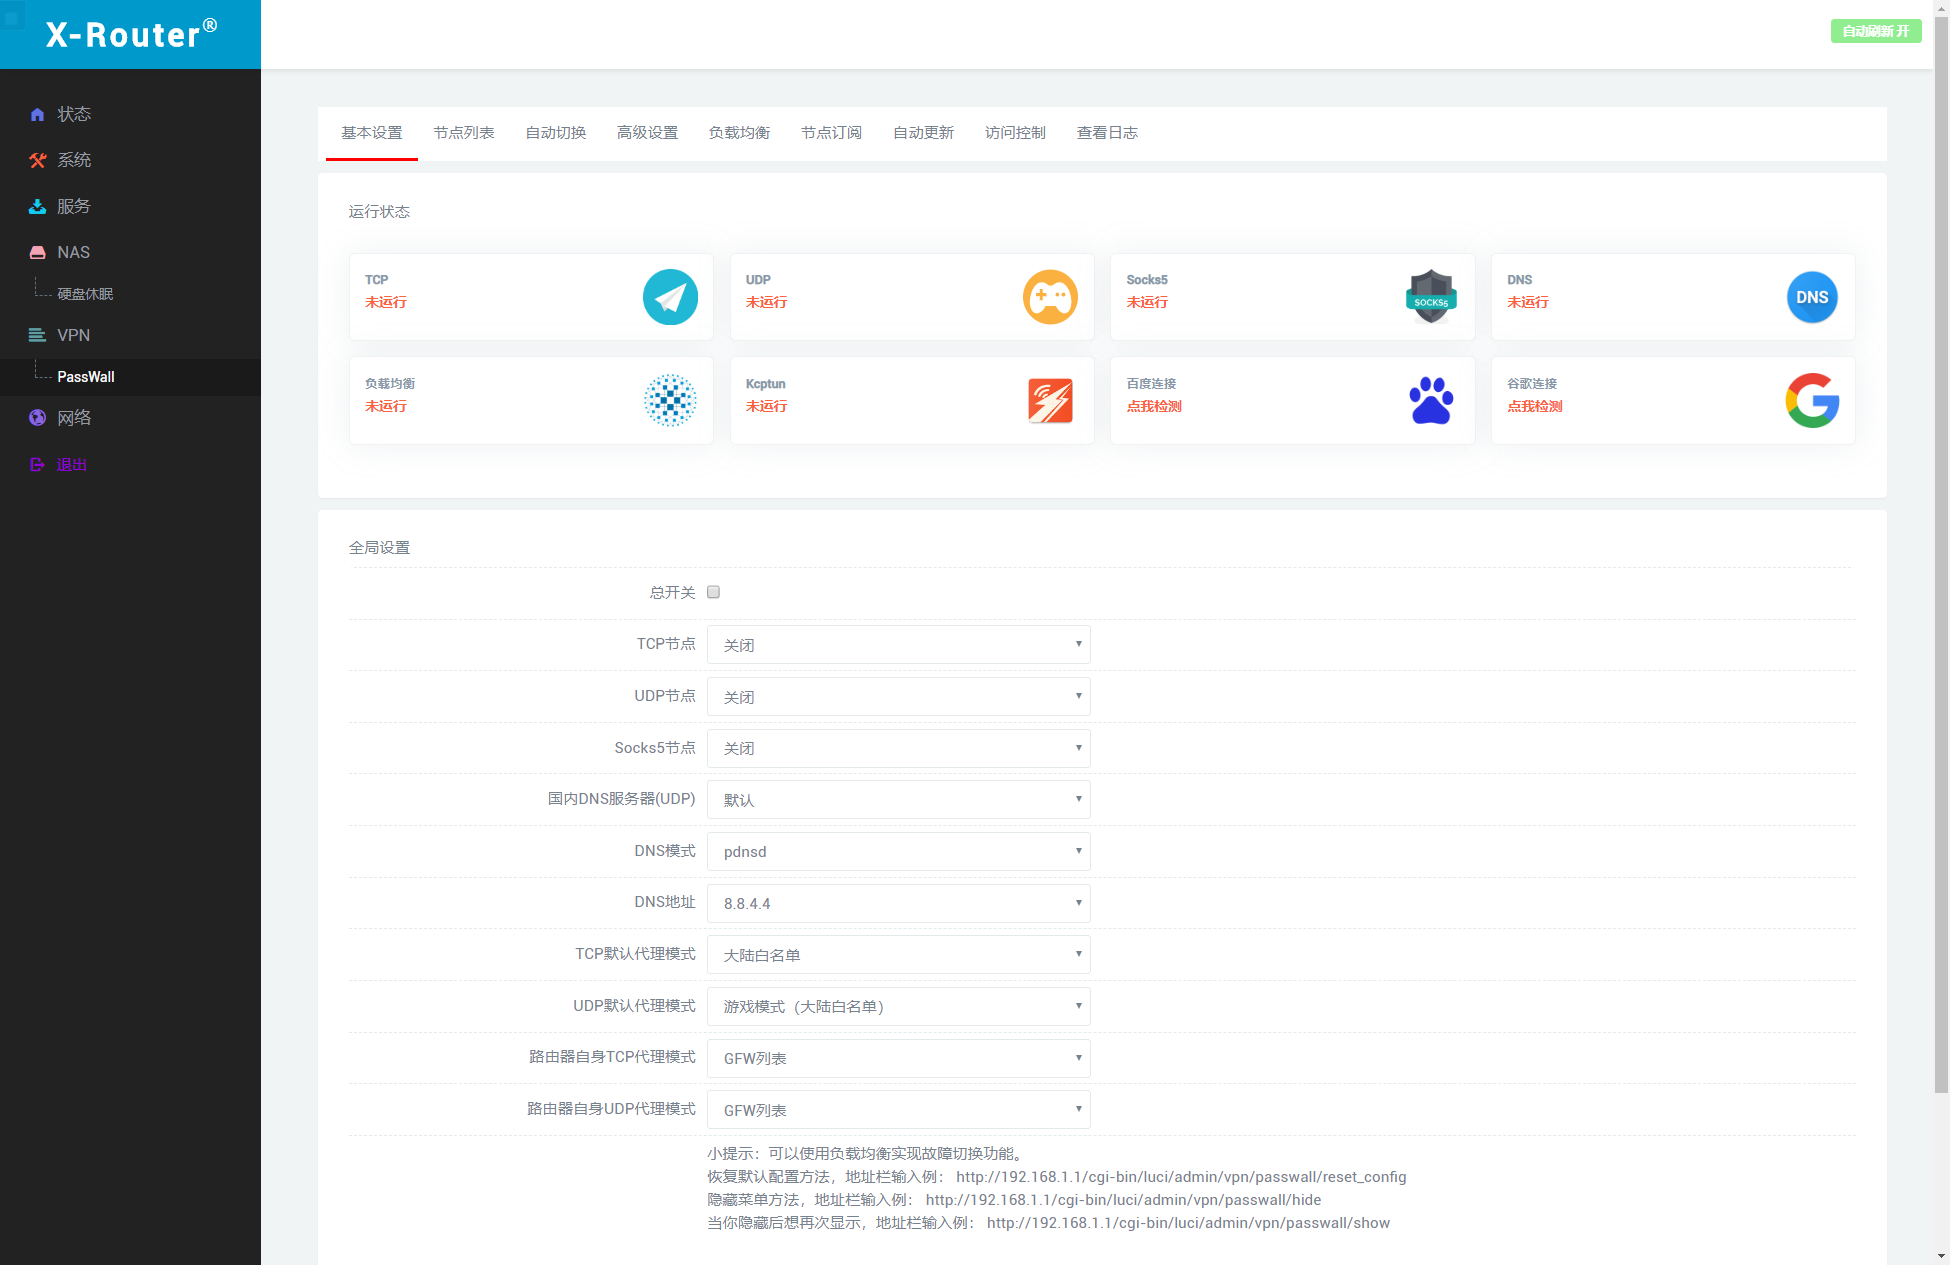 X-Router®
自动刷新 开
状态
系统
服务
NAS
硬盘休眠
VPN
PassWall
网络
退出
基本设置 节点列表 自动切换 高级设置 负载均衡 节点订阅 自动更新 访问控制 查看日志
运行状态
TCP
未运行
UDP
未运行
Socks5
未运行
SOCKS5
DNS
未运行
DNS
负载均衡
未运行
Kcptun
未运行
百度连接
点我检测
谷歌连接
点我检测
全局设置
总开关
TCP节点 关闭
UDP节点 关闭
Socks5节点 关闭
国内DNS服务器(UDP) 默认
DNS模式 pdnsd
DNS地址 8.8.4.4
TCP默认代理模式 大陆白名单
UDP默认代理模式 游戏模式（大陆白名单）
路由器自身TCP代理模式 GFW列表
路由器自身UDP代理模式 GFW列表
小提示：可以使用负载均衡实现故障切换功能。
恢复默认配置方法，地址栏输入例： http://192.168.1.1/cgi-bin/luci/admin/vpn/passwall/reset_config
隐藏菜单方法，地址栏输入例： http://192.168.1.1/cgi-bin/luci/admin/vpn/passwall/hide
当你隐藏后想再次显示，地址栏输入例： http://192.168.1.1/cgi-bin/luci/admin/vpn/passwall/show